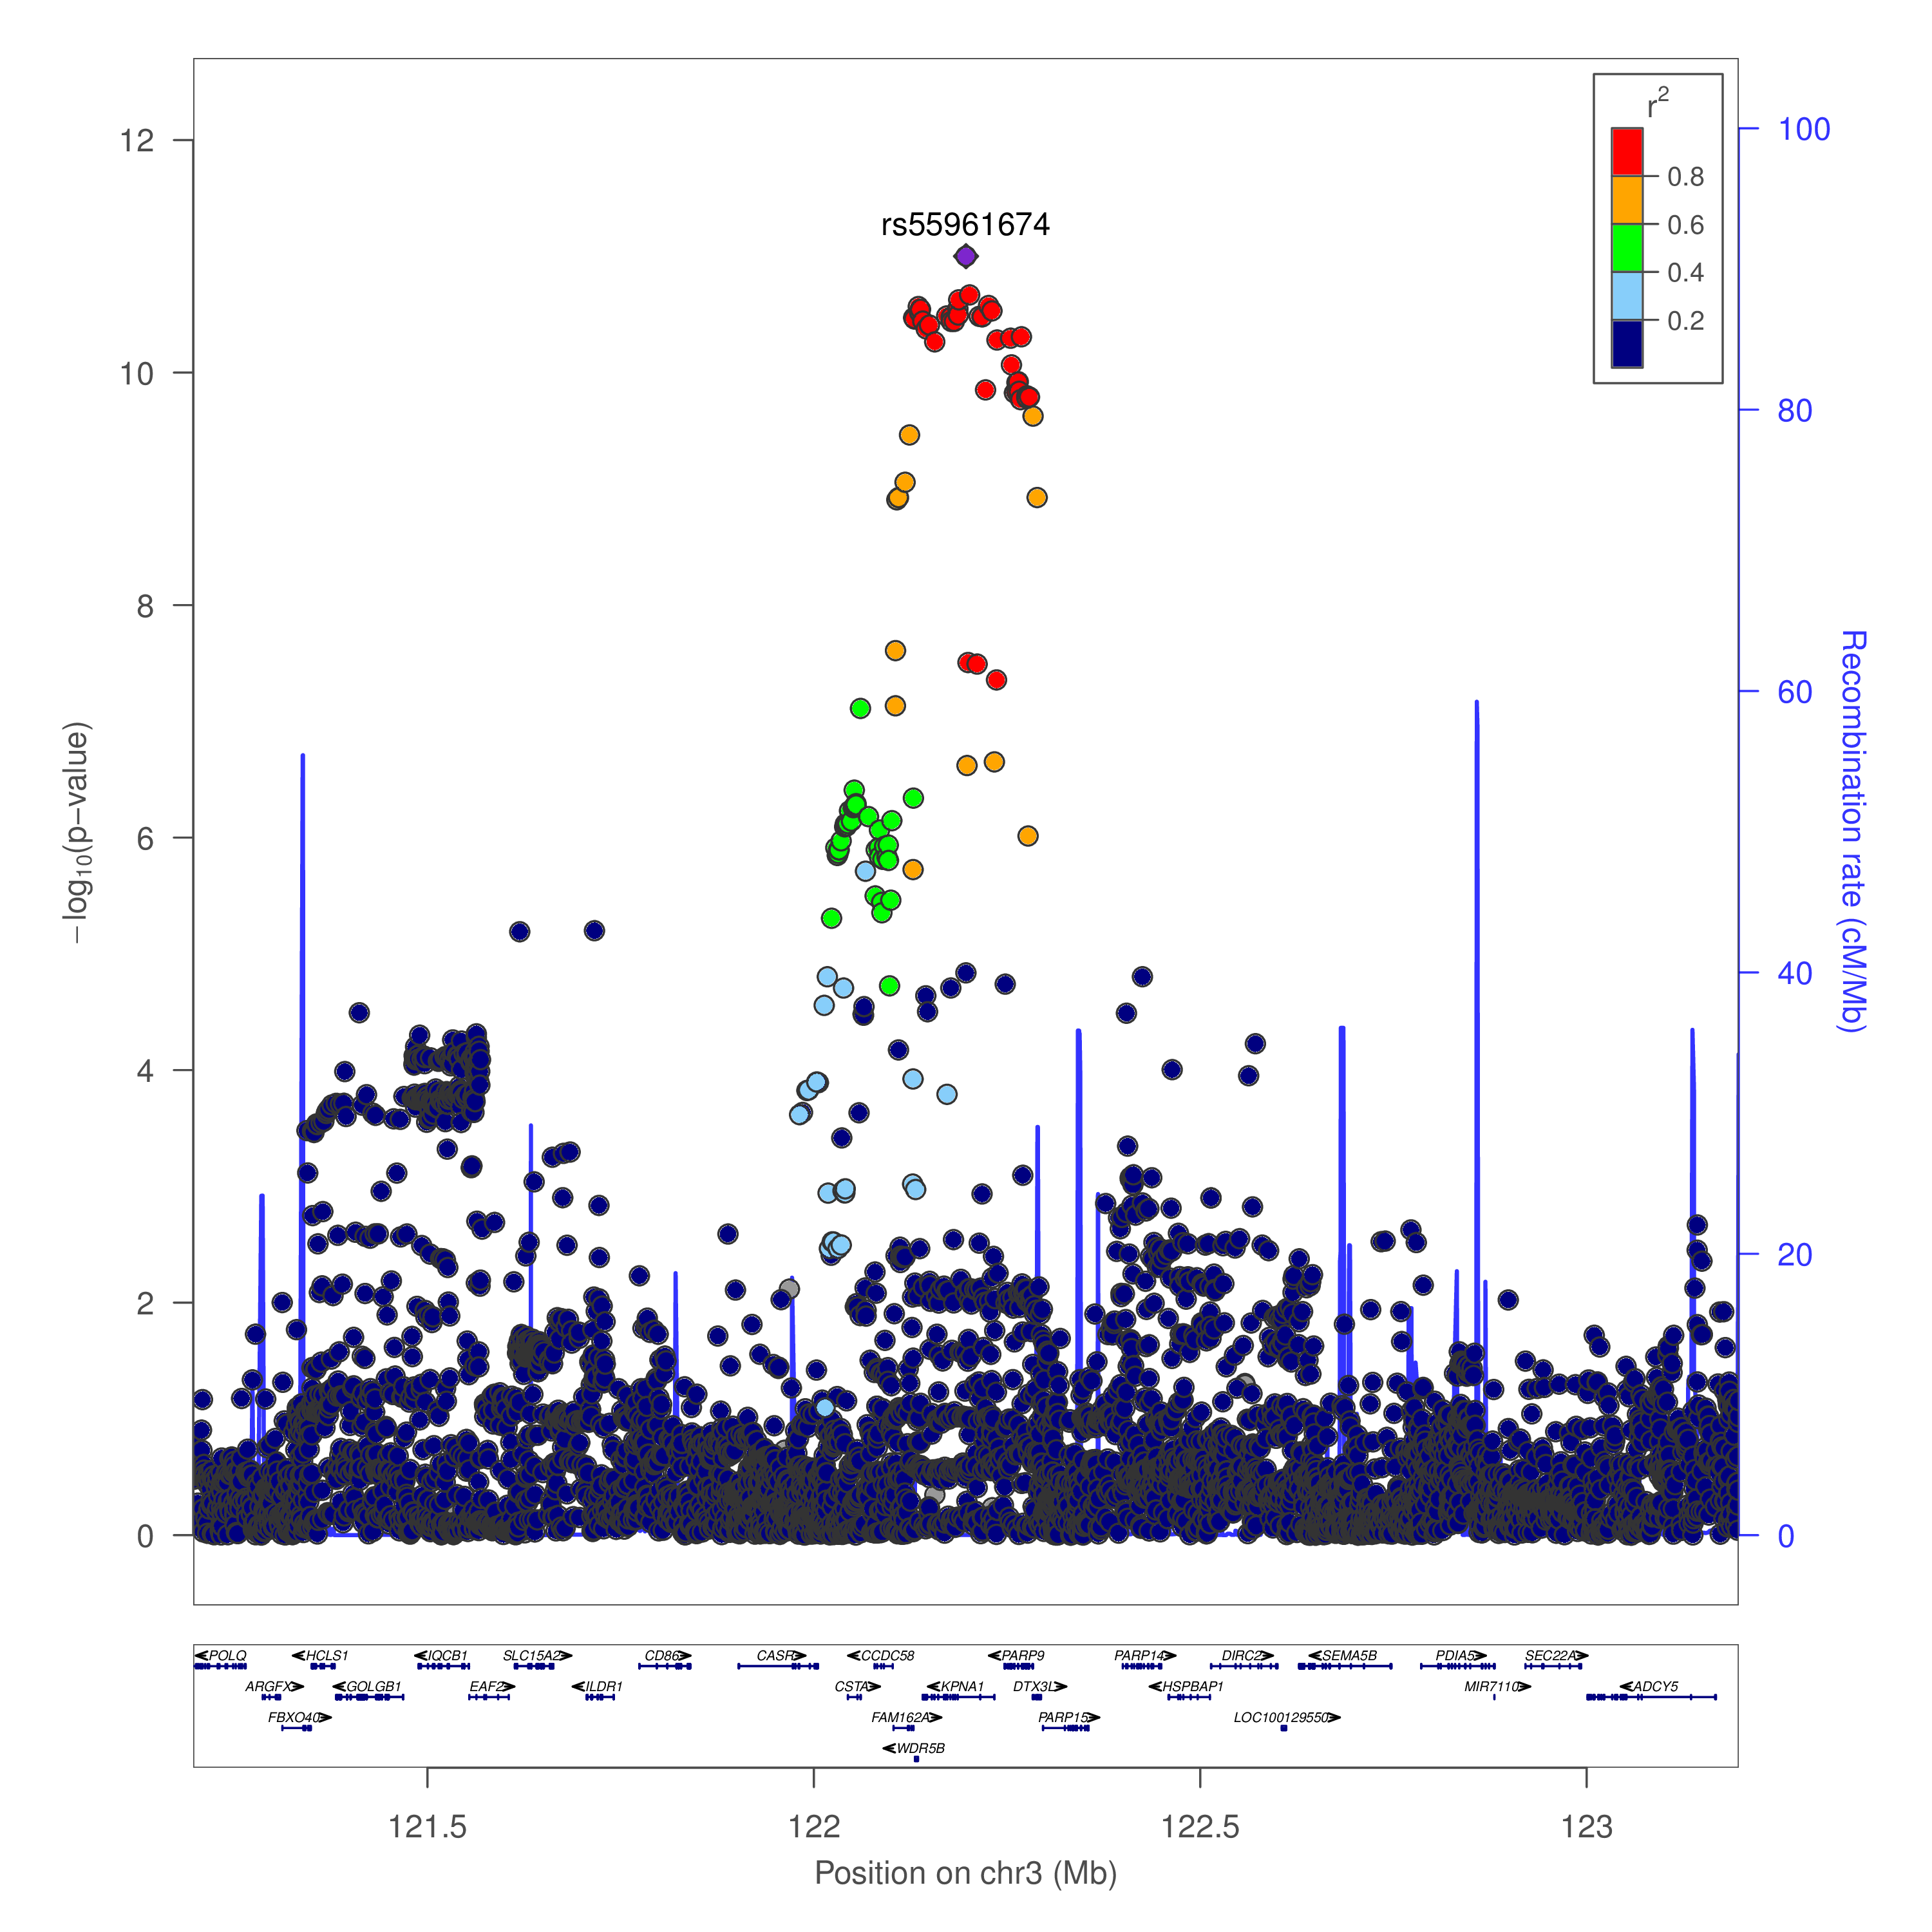 r2
0.8
0.6
0.4
0.2
rs55961674
12
10
8
6
4
2
0
−log10(p−value)
100
80
60
40
20
0
Recombination rate (cM/Mb)
POLQ HCLS1 IQCB1 SLC15A2 CD86 CASR CCDC58 PARP9 PARP14 DIRC2 SEMA5B PDIA5 SEC22A
ARGFX GOLGB1 EAF2 ILDR1 CSTA KPNA1 DTX3L HSPBAP1 MIR7110 ADCY5
FBXO40 FAM162A PARP15 LOC100129550
WDR5B
121.5 122 122.5 123
Position on chr3 (Mb)